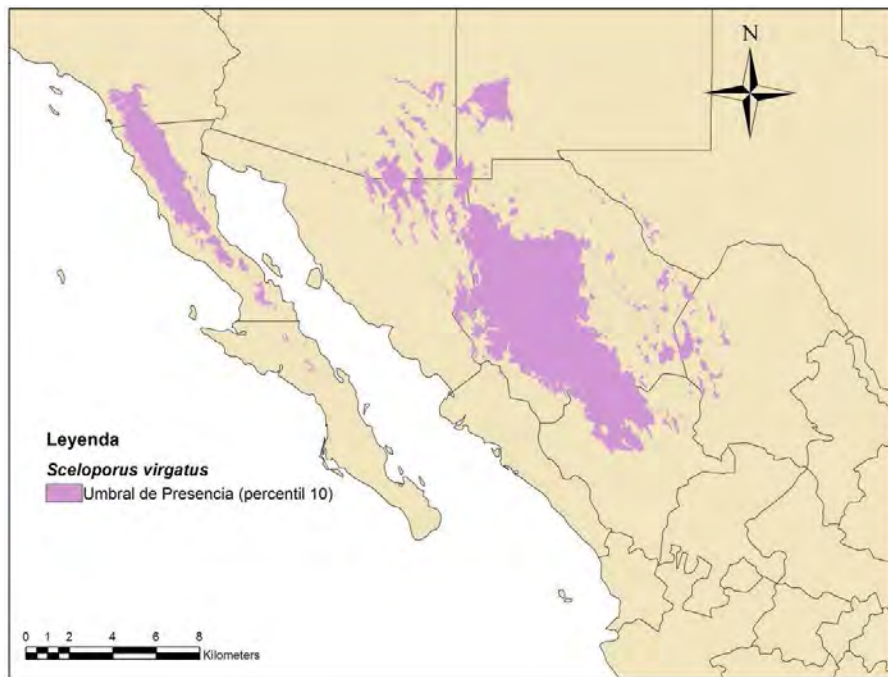 N
Leyenda
Sceloporus virgatus
Umbral de Presencia (percentil 10)
0 1 2 4 6 8
Kilometers